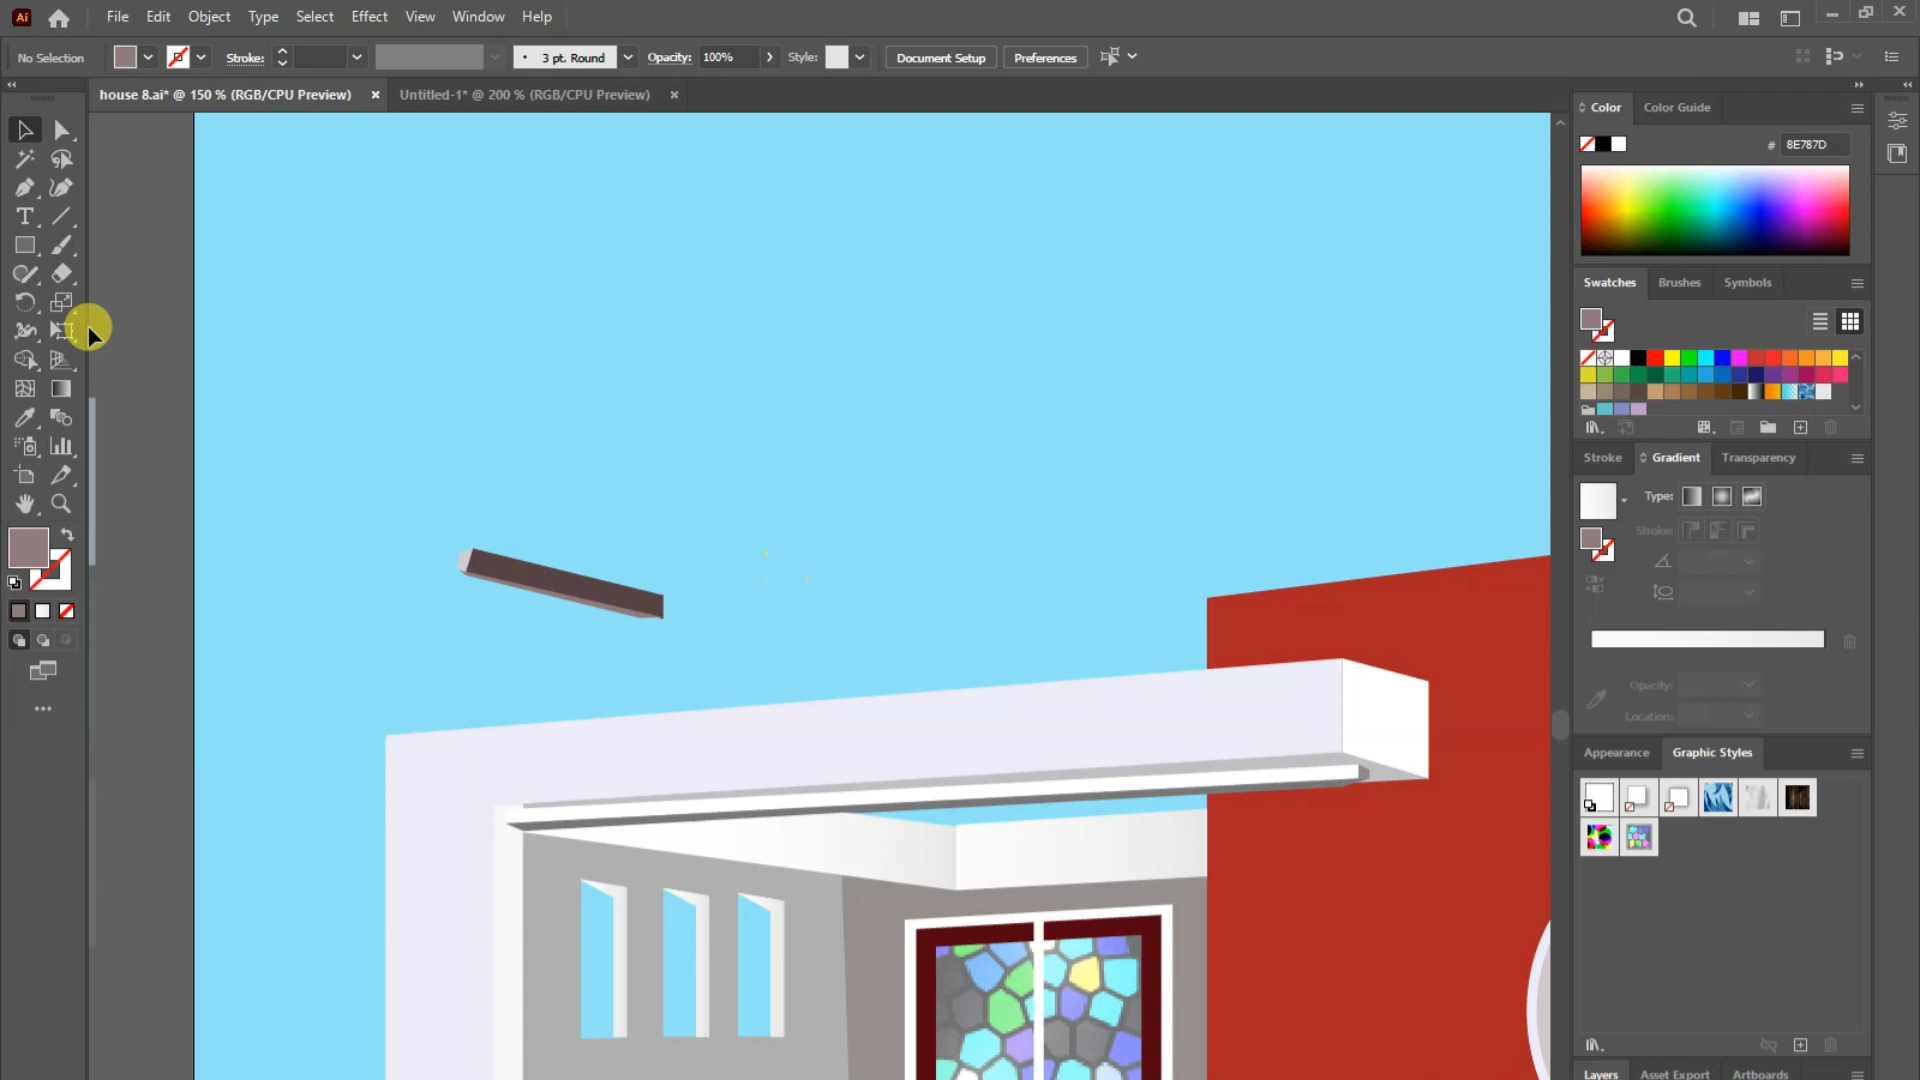 Ai File Edit Object Type Select Effect View Window Help
No Selection Stroke: 3 pt. Round Opacity: 100% Style: Document Setup Preferences
house 8.ai* @ 150 % (RGB/CPU Preview) Untitled-1* @ 200 % (RGB/CPU Preview)
Color Color Guide
# 8E787D
Swatches Brushes Symbols
Stroke Gradient Transparency
Type:
Stroke:
Opacity:
Location:
Appearance Graphic Styles
Layers Asset Export Artboards